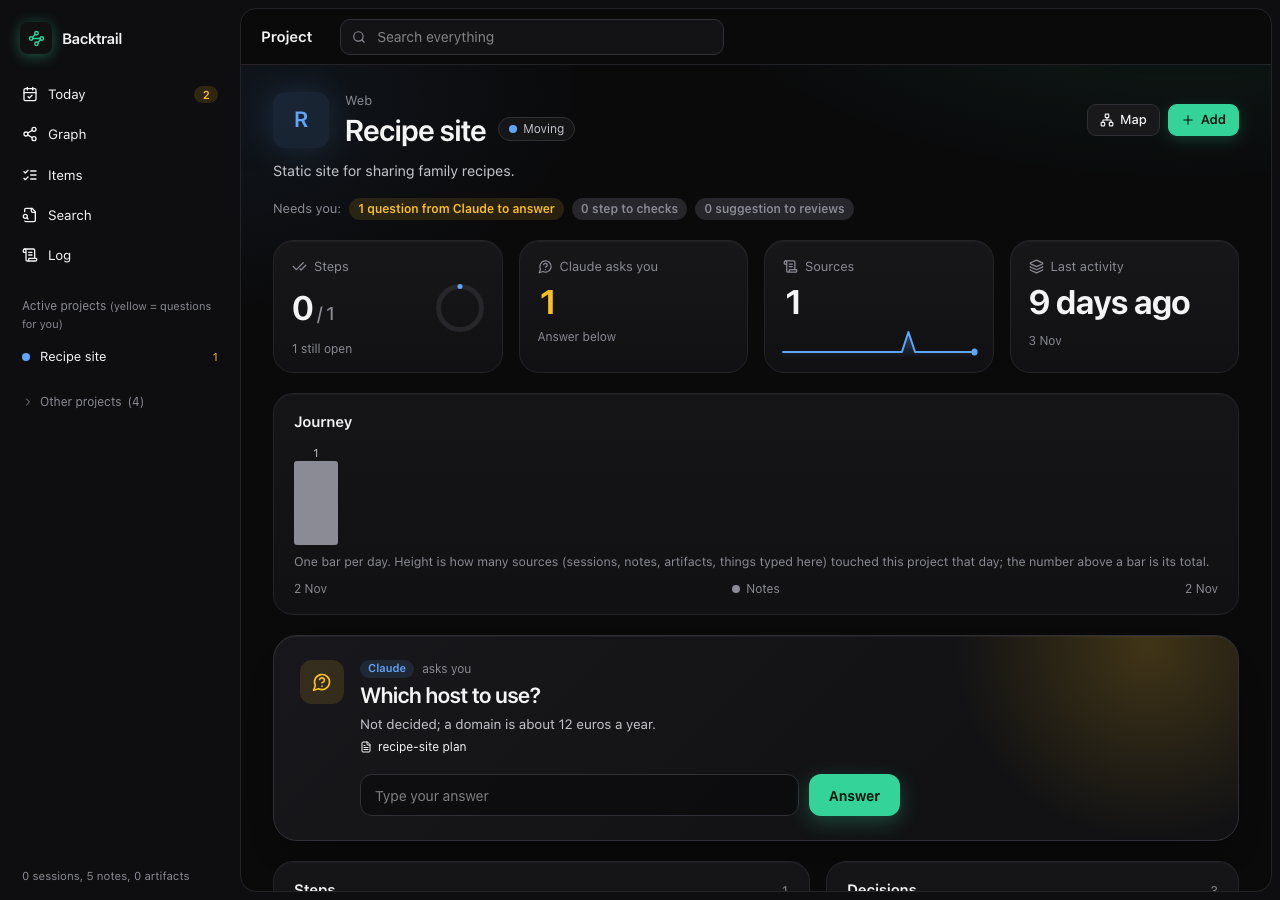 Backtrail
Today 2
Graph
Items
Search
Log
Active projects (yellow = questions
for you)
Recipe site 1
Other projects (4)
0 sessions, 5 notes, 0 artifacts
Project
Search everything
R
Web
Recipe site
Moving
Map
Add
Static site for sharing family recipes.
Needs you: 1 question from Claude to answer 0 step to checks 0 suggestion to reviews
Steps
0 / 1
1 still open
Claude asks you
1
Answer below
Sources
1
Last activity
9 days ago
3 Nov
Journey
1
One bar per day. Height is how many sources (sessions, notes, artifacts, things typed here) touched this project that day; the number above a bar is its total.
2 Nov Notes 2 Nov
Claude asks you
Which host to use?
Not decided; a domain is about 12 euros a year.
recipe-site plan
Type your answer
Answer
Steps 1
Decisions 3